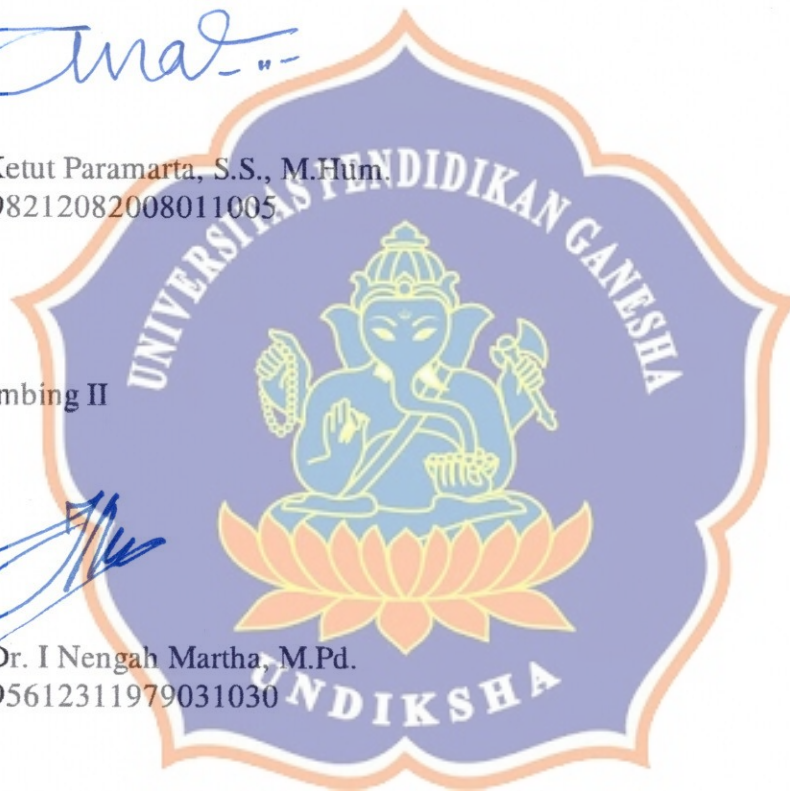 Ketut Paramarta, S.S., M.Hum.
98212082008011005
UNIVERSITAS PENDIDIKAN GANESHA
mbing II
Dr. I Nengah Martha, M.Pd.
95612311979031030
UNDIKSHA